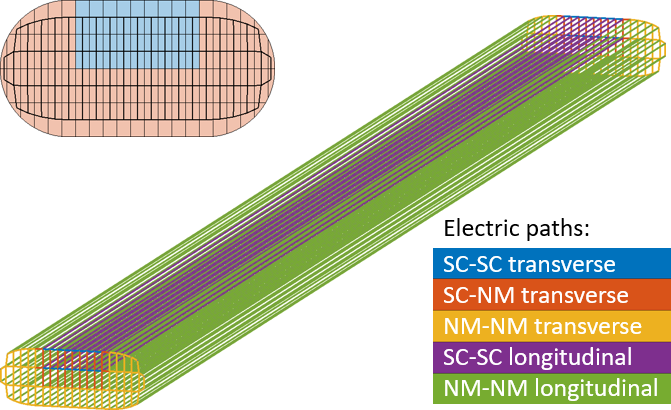 Electric paths:
SC-SC transverse
SC-NM transverse
NM-NM transverse
SC-SC longitudinal
NM-NM longitudinal